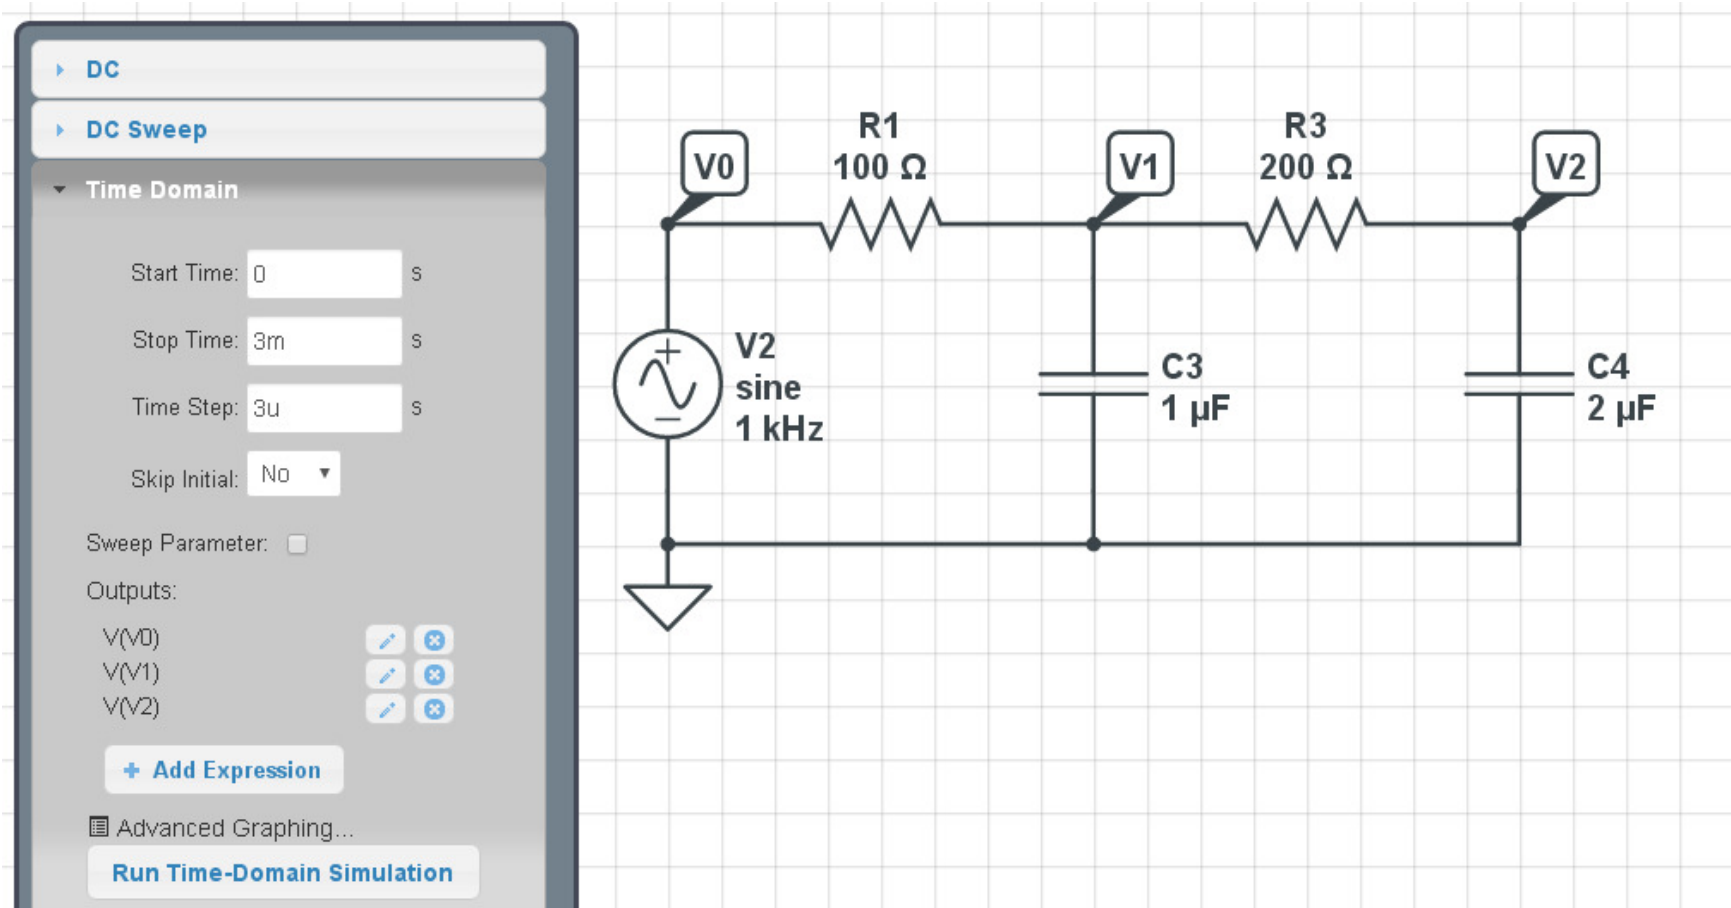 DC
DC Sweep
Time Domain
Start Time: 0 s
Stop Time: 3m s
Time Step: 3u s
Skip Initial: No
Sweep Parameter:
Outputs:
V(V0)
V(V1)
V(V2)
+ Add Expression
Advanced Graphing...
Run Time-Domain Simulation
V0
R1
100 Ω
V1
R3
200 Ω
V2
V2
sine
1 kHz
C3
1 µF
C4
2 µF